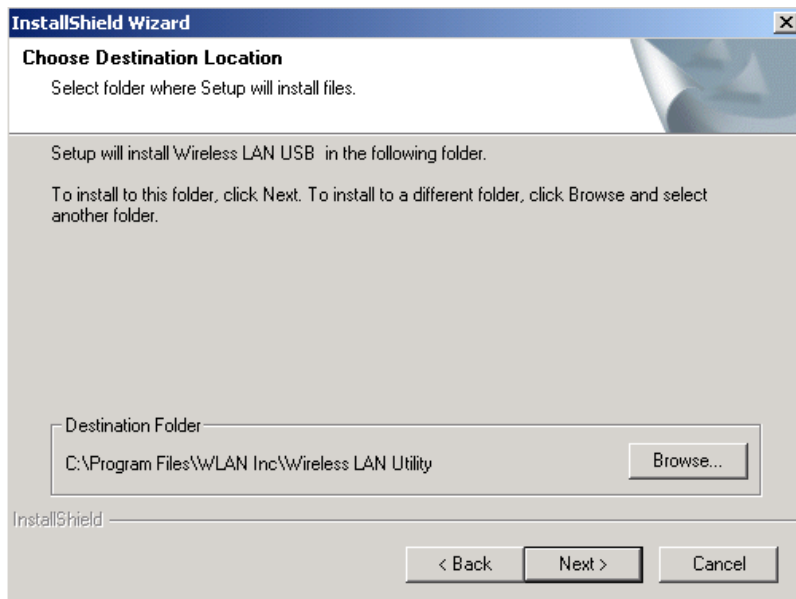 InstallShield Wizard
Choose Destination Location
Select folder where Setup will install files.
Setup will install Wireless LAN USB  in the following folder.
To install to this folder, click Next. To install to a different folder, click Browse and select
another folder.
Destination Folder
C:\Program Files\WLAN Inc\Wireless LAN Utility
Browse...
InstallShield
< Back
Next >
Cancel